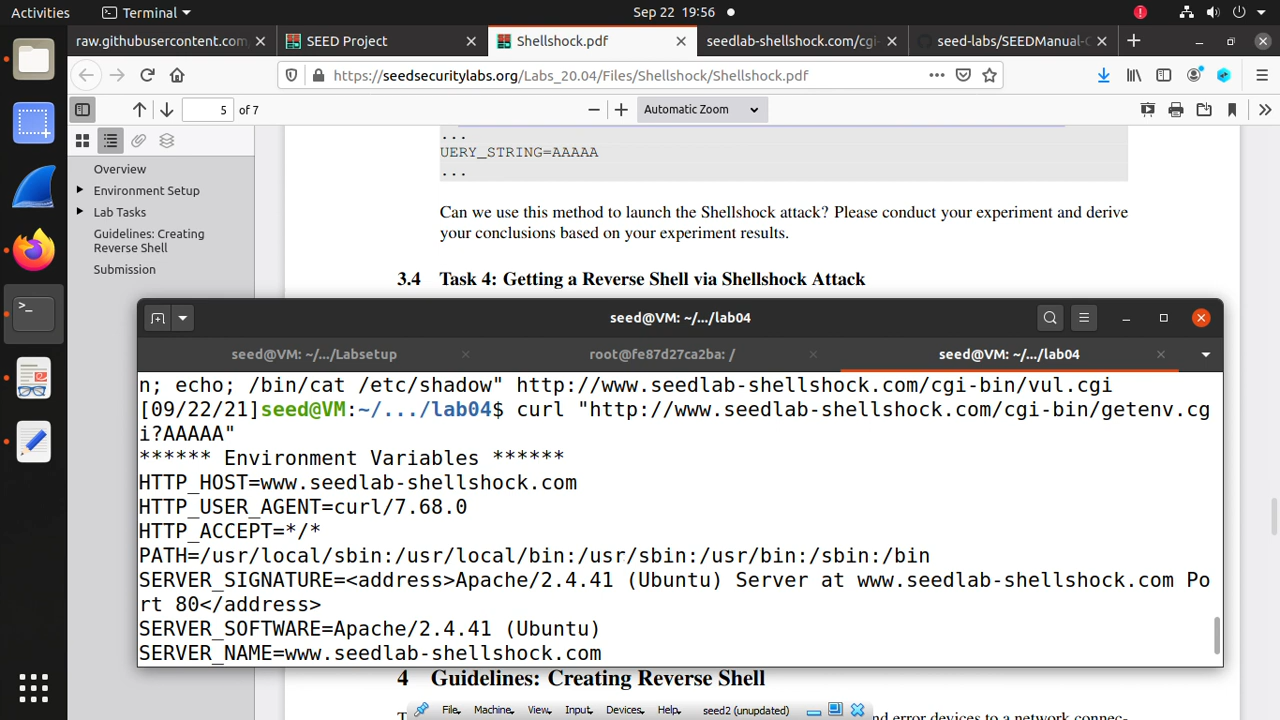 Activities
Terminal
Sep 22 19:56
raw.githubusercontent.com
SEED Project
Shellshock.pdf
seedlab-shellshock.com/cgi-
seed-labs/SEEDManual-
https://seedsecuritylabs.org/Labs_20.04/Files/Shellshock/Shellshock.pdf
5 of 7
Automatic Zoom
Overview
Environment Setup
Lab Tasks
Guidelines: Creating
Reverse Shell
Submission
...
UERY_STRING=AAAAA
...
Can we use this method to launch the Shellshock attack? Please conduct your experiment and derive
your conclusions based on your experiment results.
3.4 Task 4: Getting a Reverse Shell via Shellshock Attack
seed@VM: ~/.../lab04
seed@VM: ~/.../Labsetup
root@fe87d27ca2ba: /
seed@VM: ~/.../lab04
n; echo; /bin/cat /etc/shadow" http://www.seedlab-shellshock.com/cgi-bin/vul.cgi
[09/22/21]seed@VM:~/.../lab04$ curl "http://www.seedlab-shellshock.com/cgi-bin/getenv.cg
i?AAAAA"
****** Environment Variables ******
HTTP_HOST=www.seedlab-shellshock.com
HTTP_USER_AGENT=curl/7.68.0
HTTP_ACCEPT=*/*
PATH=/usr/local/sbin:/usr/local/bin:/usr/sbin:/usr/bin:/sbin:/bin
SERVER_SIGNATURE=<address>Apache/2.4.41 (Ubuntu) Server at www.seedlab-shellshock.com Po
rt 80</address>
SERVER_SOFTWARE=Apache/2.4.41 (Ubuntu)
SERVER_NAME=www.seedlab-shellshock.com
4 Guidelines: Creating Reverse Shell
File Machine View Input Devices Help seed2 (unupdated)
nd error devices to a network connec-